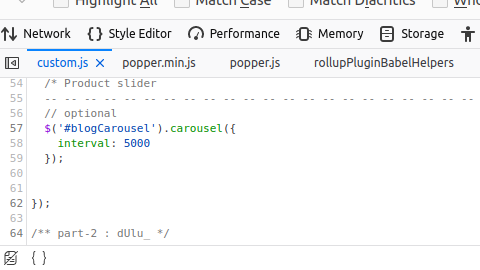 Highlight All Match Case Match Diacritics
Network Style Editor Performance Memory Storage
custom.js popper.min.js popper.js rollupPluginBabelHelpers
54 /* Product slider
55 -- -- -- -- -- -- -- -- -- -- -- -- -- -- -- -- -- -- -- -- -- --
56 // optional
57 $('#blogCarousel').carousel({
58 interval: 5000
59 });
60
61
62 });
63
64 /** part-2 : dUlu_ */
{ }